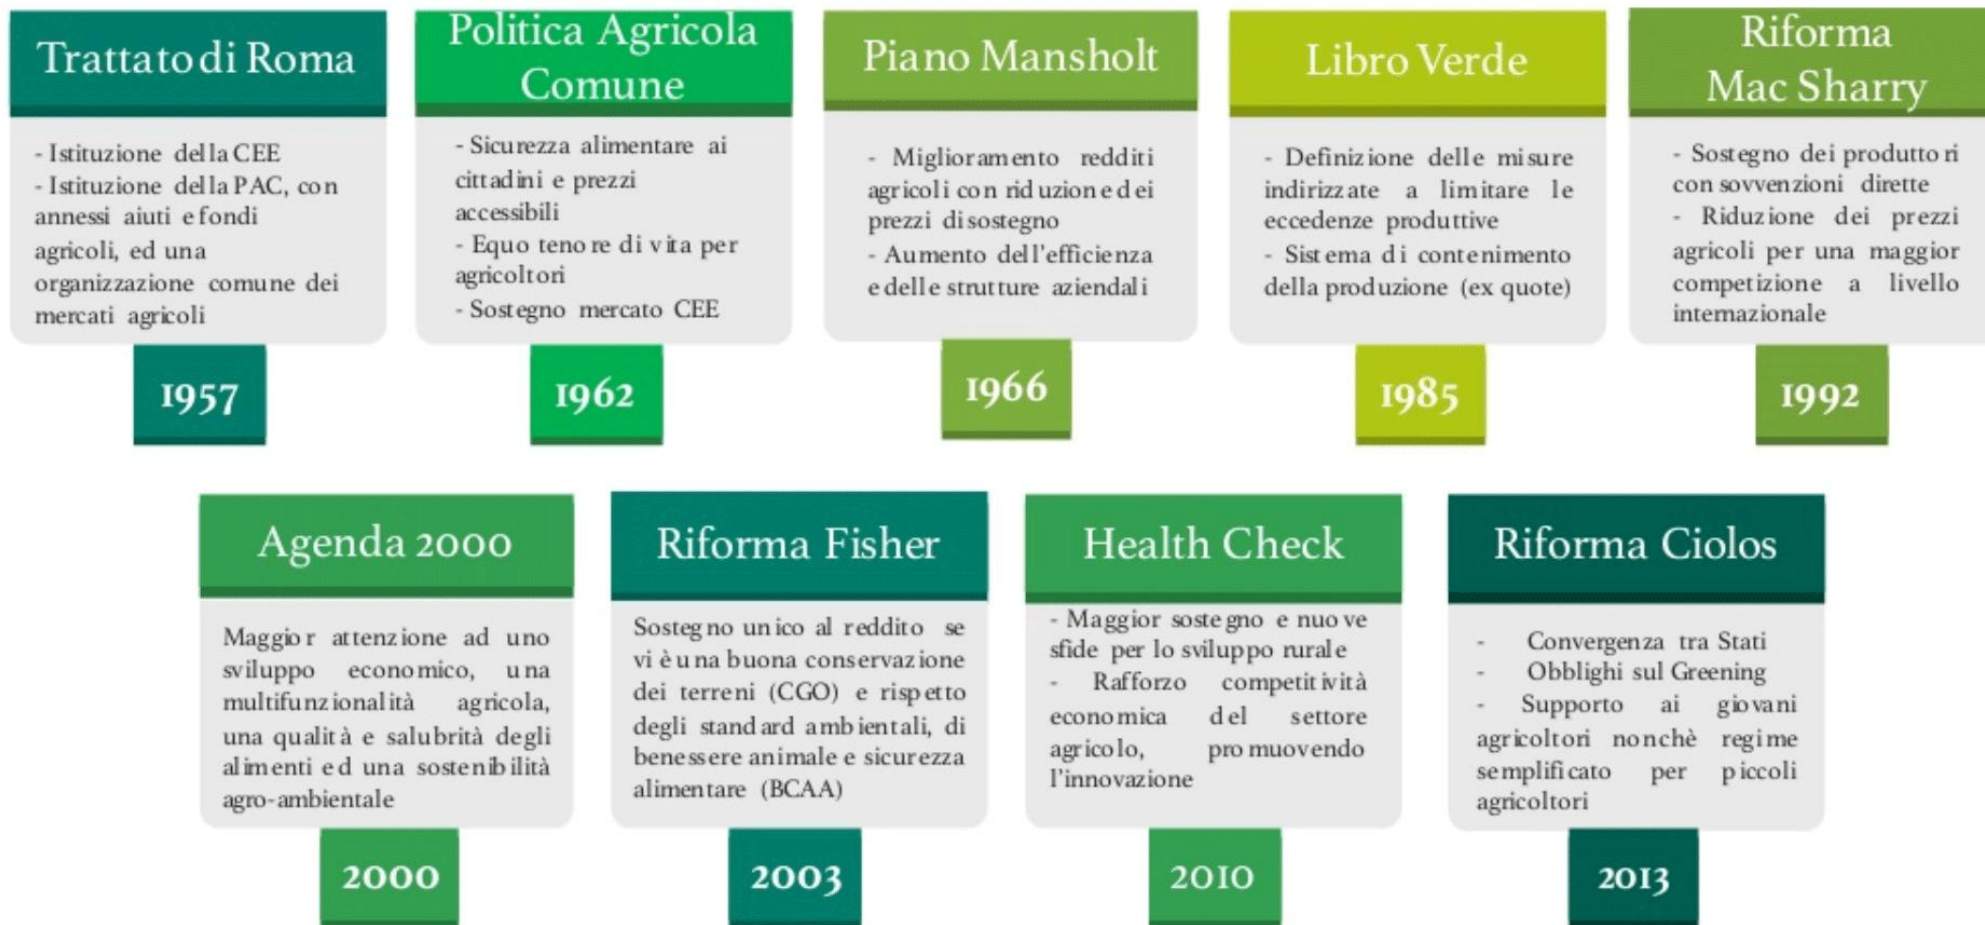 Trattato di Roma
- Istituzione della CEE
- Istituzione della PAC, con
annessi aiuti e fondi
agricoli, ed una
organizzazione comune dei
mercati agricoli
1957
Politica Agricola
Comune
- Sicurezza alimentare ai
cittadini e prezzi
accessibili
- Equo tenore di vita per
agricoltori
- Sostegno mercato CEE
1962
Piano Mansholt
- Miglioramento redditi
agricoli con riduzione dei
prezzi di sostegno
- Aumento dell'efficienza
e delle strutture aziendali
1966
Libro Verde
- Definizione delle misure
indirizzate a limitare le
eccedenze produttive
- Sistema di contenimento
della produzione (ex quote)
1985
Riforma
Mac Sharry
- Sostegno dei produttori
con sovvenzioni dirette
- Riduzione dei prezzi
agricoli per una maggior
competizione a livello
internazionale
1992
Agenda 2000
Maggior attenzione ad uno
sviluppo economico, una
multifunzionalità agricola,
una qualità e salubrità degli
alimenti ed una sostenibilità
agro-ambientale
2000
Riforma Fisher
Sostegno unico al reddito se
vi è una buona conservazione
dei terreni (CGO) e rispetto
degli standard ambientali, di
benessere animale e sicurezza
alimentare (BCAA)
2003
Health Check
- Maggior sostegno e nuove
sfide per lo sviluppo rurale
- Rafforzo competitività
economica del settore
agricolo, promuovendo
l'innovazione
2010
Riforma Ciolos
- Convergenza tra Stati
- Obblighi sul Greening
- Supporto ai giovani
agricoltori nonchè regime
semplificato per piccoli
agricoltori
2013